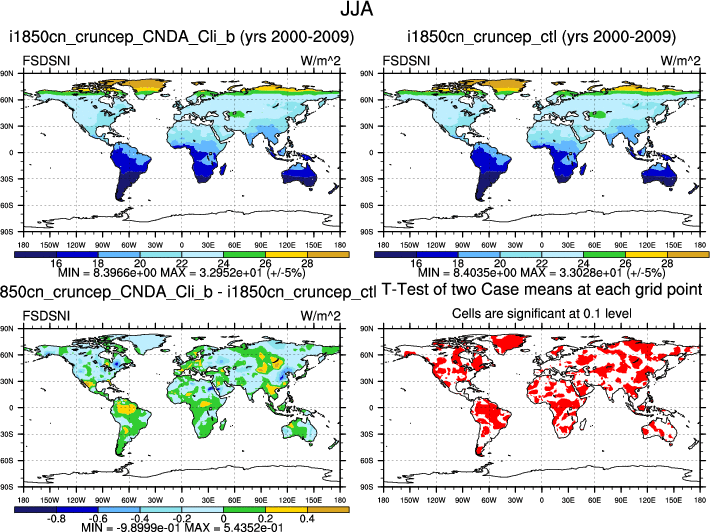 JJA
i1850cn_cruncep_CNDA_Cli_b (yrs 2000-2009)
i1850cn_cruncep_ctl (yrs 2000-2009)
FSDSNI W/m^2
FSDSNI W/m^2
90N
60N
30N
0
30S
60S
90S
90N
60N
30N
0
30S
60S
90S
180 150W 120W 90W 60W 30W 0 30E 60E 90E 120E 150E 180
180 150W 120W 90W 60W 30W 0 30E 60E 90E 120E 150E 180
16 18 20 22 24 26 28
16 18 20 22 24 26 28
MIN = 8.3966e+00 MAX = 3.2952e+01 (+/-5%)
MIN = 8.4035e+00 MAX = 3.3028e+01 (+/-5%)
850cn_cruncep_CNDA_Cli_b - i1850cn_cruncep_ctl
T-Test of two Case means at each grid point
FSDSNI W/m^2
Cells are significant at 0.1 level
90N
60N
30N
0
30S
60S
90S
90N
60N
30N
0
30S
60S
90S
180 150W 120W 90W 60W 30W 0 30E 60E 90E 120E 150E 180
180 150W 120W 90W 60W 30W 0 30E 60E 90E 120E 150E 180
-0.8 -0.6 -0.4 -0.2 0 0.2 0.4
MIN = -9.8999e-01 MAX = 5.4352e-01